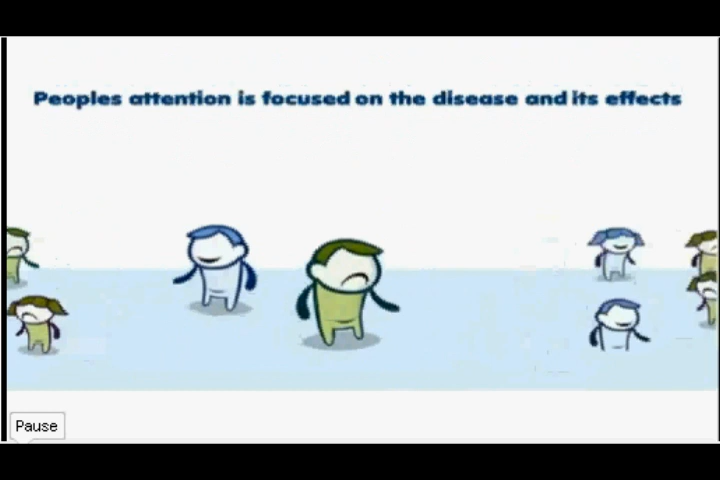 Peoples attention is focused on the disease and its effects
Pause